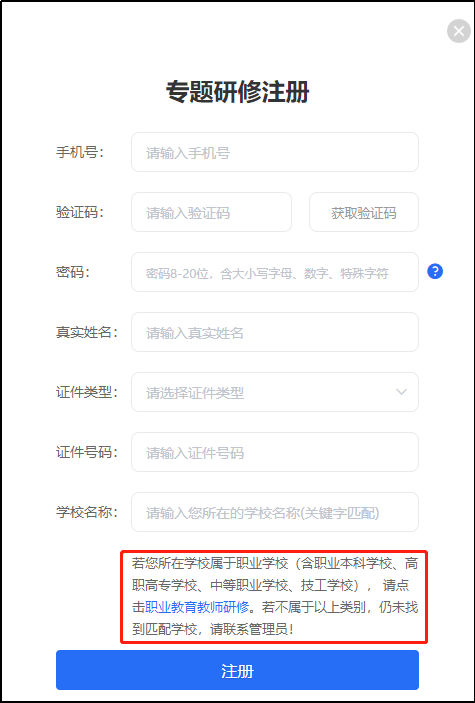 专题研修注册
手机号： 请输入手机号
验证码： 请输入验证码 获取验证码
密码： 密码8-20位，含大小写字母、数字、特殊字符 ?
真实姓名： 请输入真实姓名
证件类型： 请选择证件类型
证件号码： 请输入证件号码
学校名称： 请输入您所在的学校名称(关键字匹配)
若您所在学校属于职业学校（含职业本科学校、高
职高专学校、中等职业学校、技工学校），请点
击职业教育教师研修。若不属于以上类别，仍未找
到匹配学校，请联系管理员！
注册